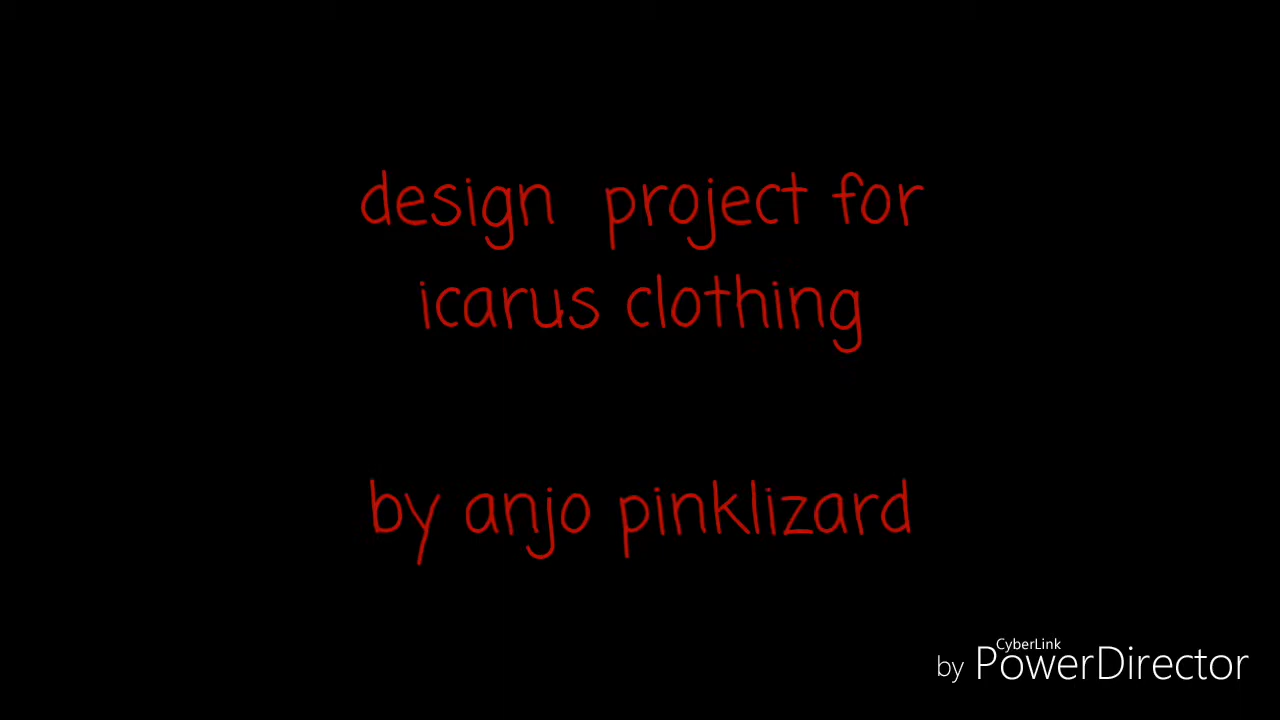 design  project for
icarus clothing
by anjo pinklizard
CyberLink
by PowerDirector